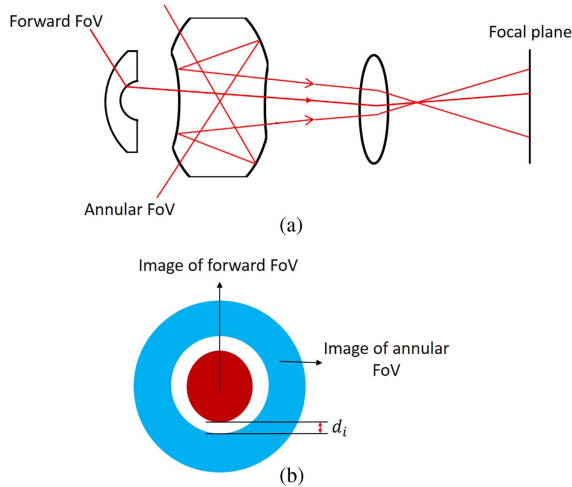 Forward FoV
Focal plane
Annular FoV
(a)
Image of forward FoV
Image of annular
FoV
d_i
(b)